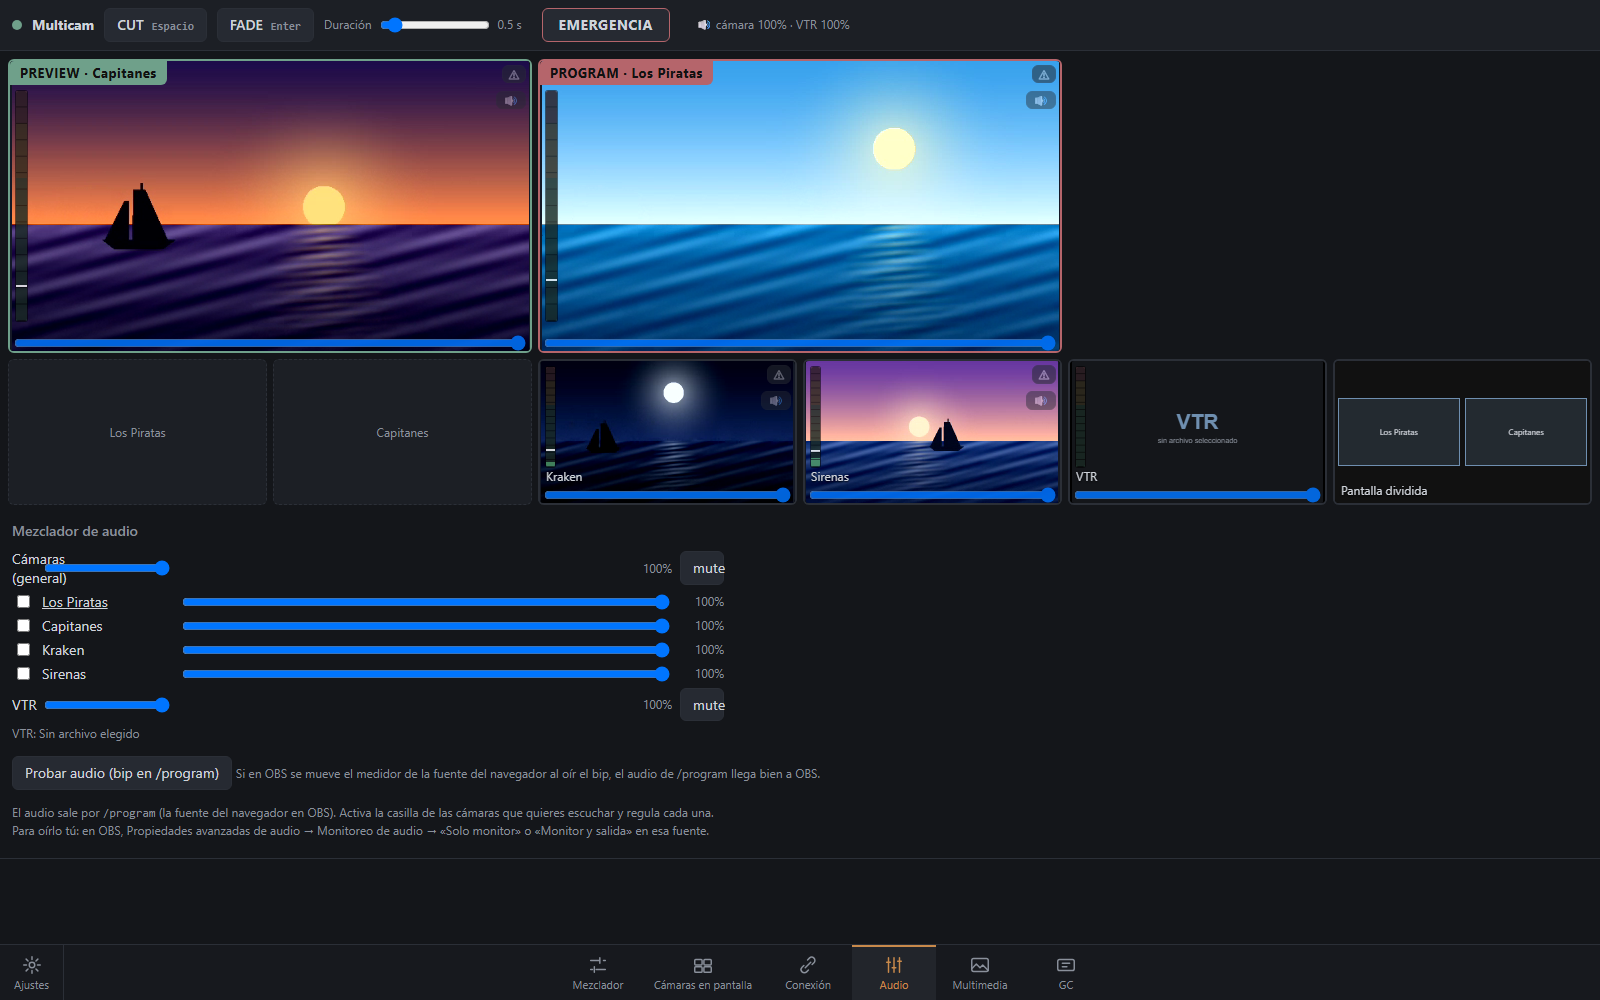 Multicam
CUT Espacio
FADE Enter
Duración
0.5 s
EMERGENCIA
cámara 100% · VTR 100%
PREVIEW · Capitanes
PROGRAM · Los Piratas
Los Piratas
Capitanes
Kraken
Sirenas
VTR
sin archivo seleccionado
VTR
Los Piratas
Capitanes
Pantalla dividida
Mezclador de audio
Cámaras
(general)
100%
mute
Los Piratas
100%
Capitanes
100%
Kraken
100%
Sirenas
100%
VTR
100%
mute
VTR: Sin archivo elegido
Probar audio (bip en /program)
Si en OBS se mueve el medidor de la fuente del navegador al oír el bip, el audio de /program llega bien a OBS.
El audio sale por /program (la fuente del navegador en OBS). Activa la casilla de las cámaras que quieres escuchar y regula cada una.
Para oírlo tú: en OBS, Propiedades avanzadas de audio → Monitoreo de audio → «Solo monitor» o «Monitor y salida» en esa fuente.
Ajustes
Mezclador
Cámaras en pantalla
Conexión
Audio
Multimedia
GC